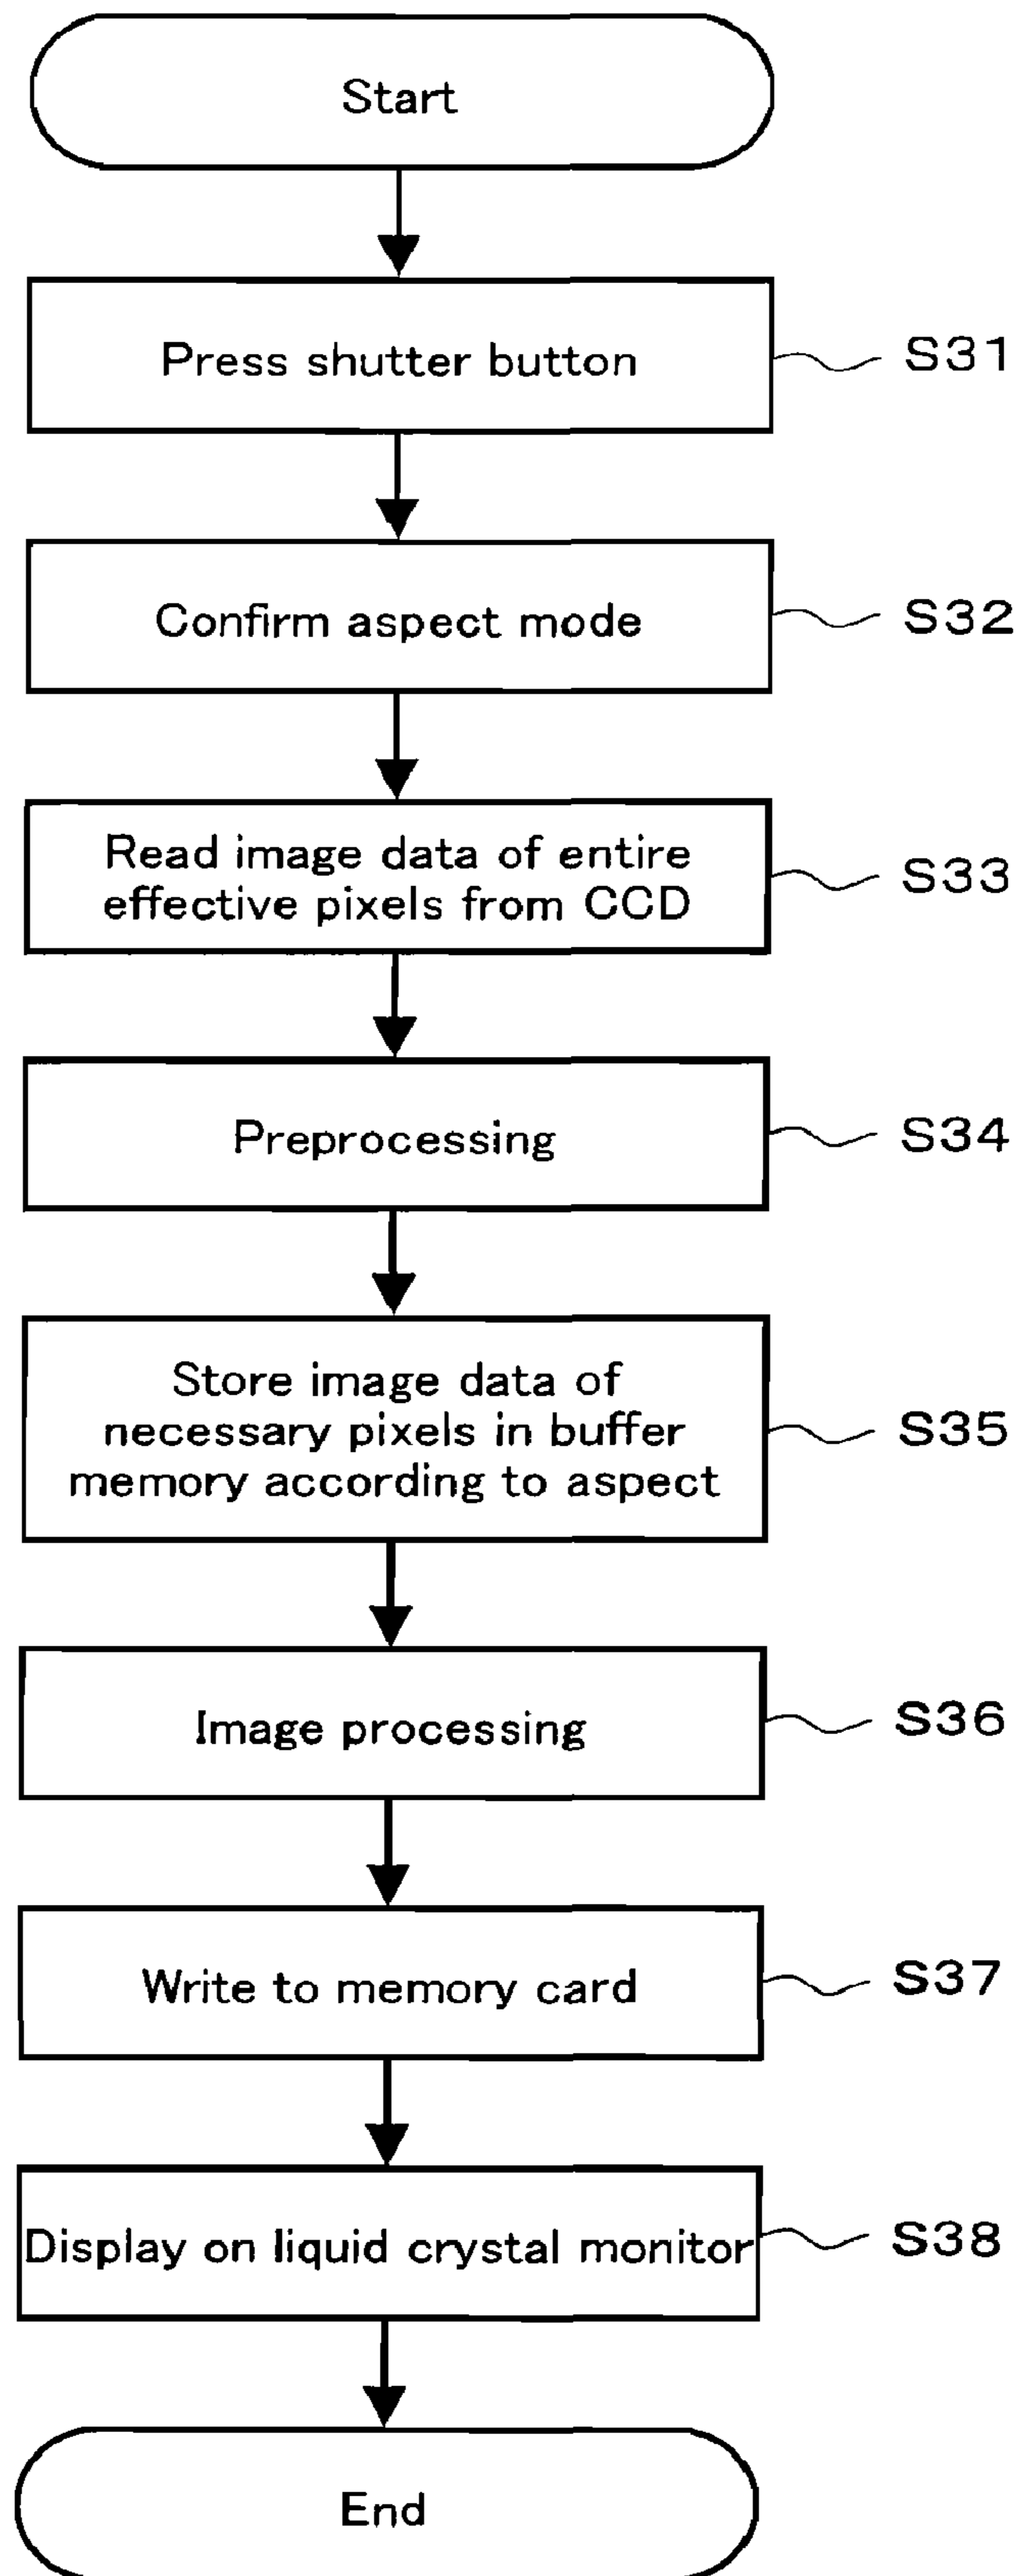 Start
Press shutter button
S31
Confirm aspect mode
S32
Read image data of entire
effective pixels from CCD
S33
Preprocessing
S34
Store image data of
necessary pixels in buffer
memory according to aspect
S35
Image processing
S36
Write to memory card
S37
Display on liquid crystal monitor
S38
End